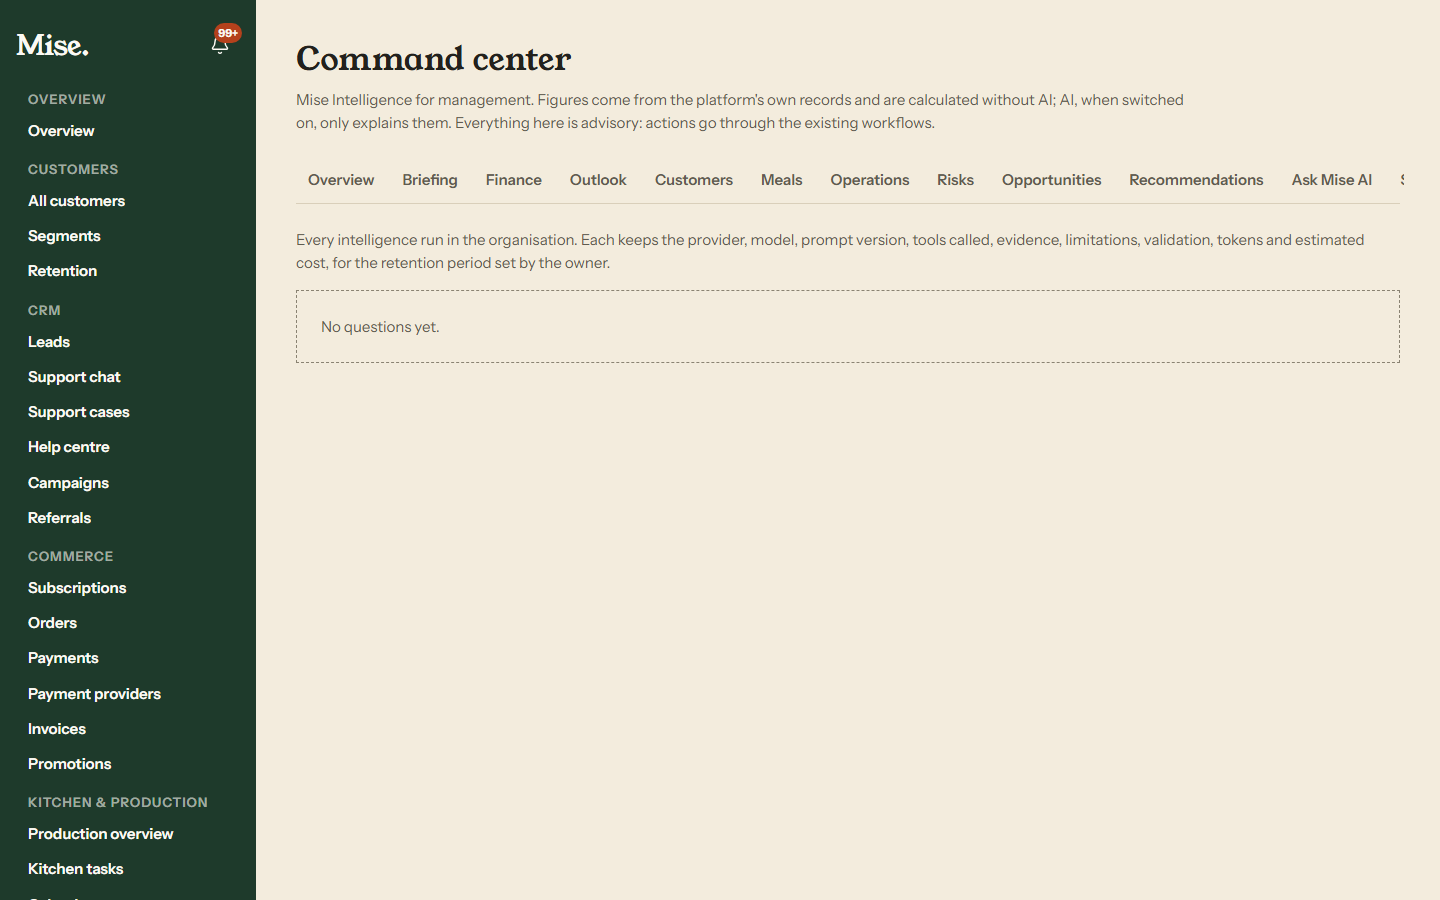 Mise.
99+
OVERVIEW
Overview
CUSTOMERS
All customers
Segments
Retention
CRM
Leads
Support chat
Support cases
Help centre
Campaigns
Referrals
COMMERCE
Subscriptions
Orders
Payments
Payment providers
Invoices
Promotions
KITCHEN & PRODUCTION
Production overview
Kitchen tasks
Command center
Mise Intelligence for management. Figures come from the platform's own records and are calculated without AI; AI, when switched
on, only explains them. Everything here is advisory: actions go through the existing workflows.
Overview Briefing Finance Outlook Customers Meals Operations Risks Opportunities Recommendations Ask Mise AI
Every intelligence run in the organisation. Each keeps the provider, model, prompt version, tools called, evidence, limitations, validation, tokens and estimated
cost, for the retention period set by the owner.
No questions yet.